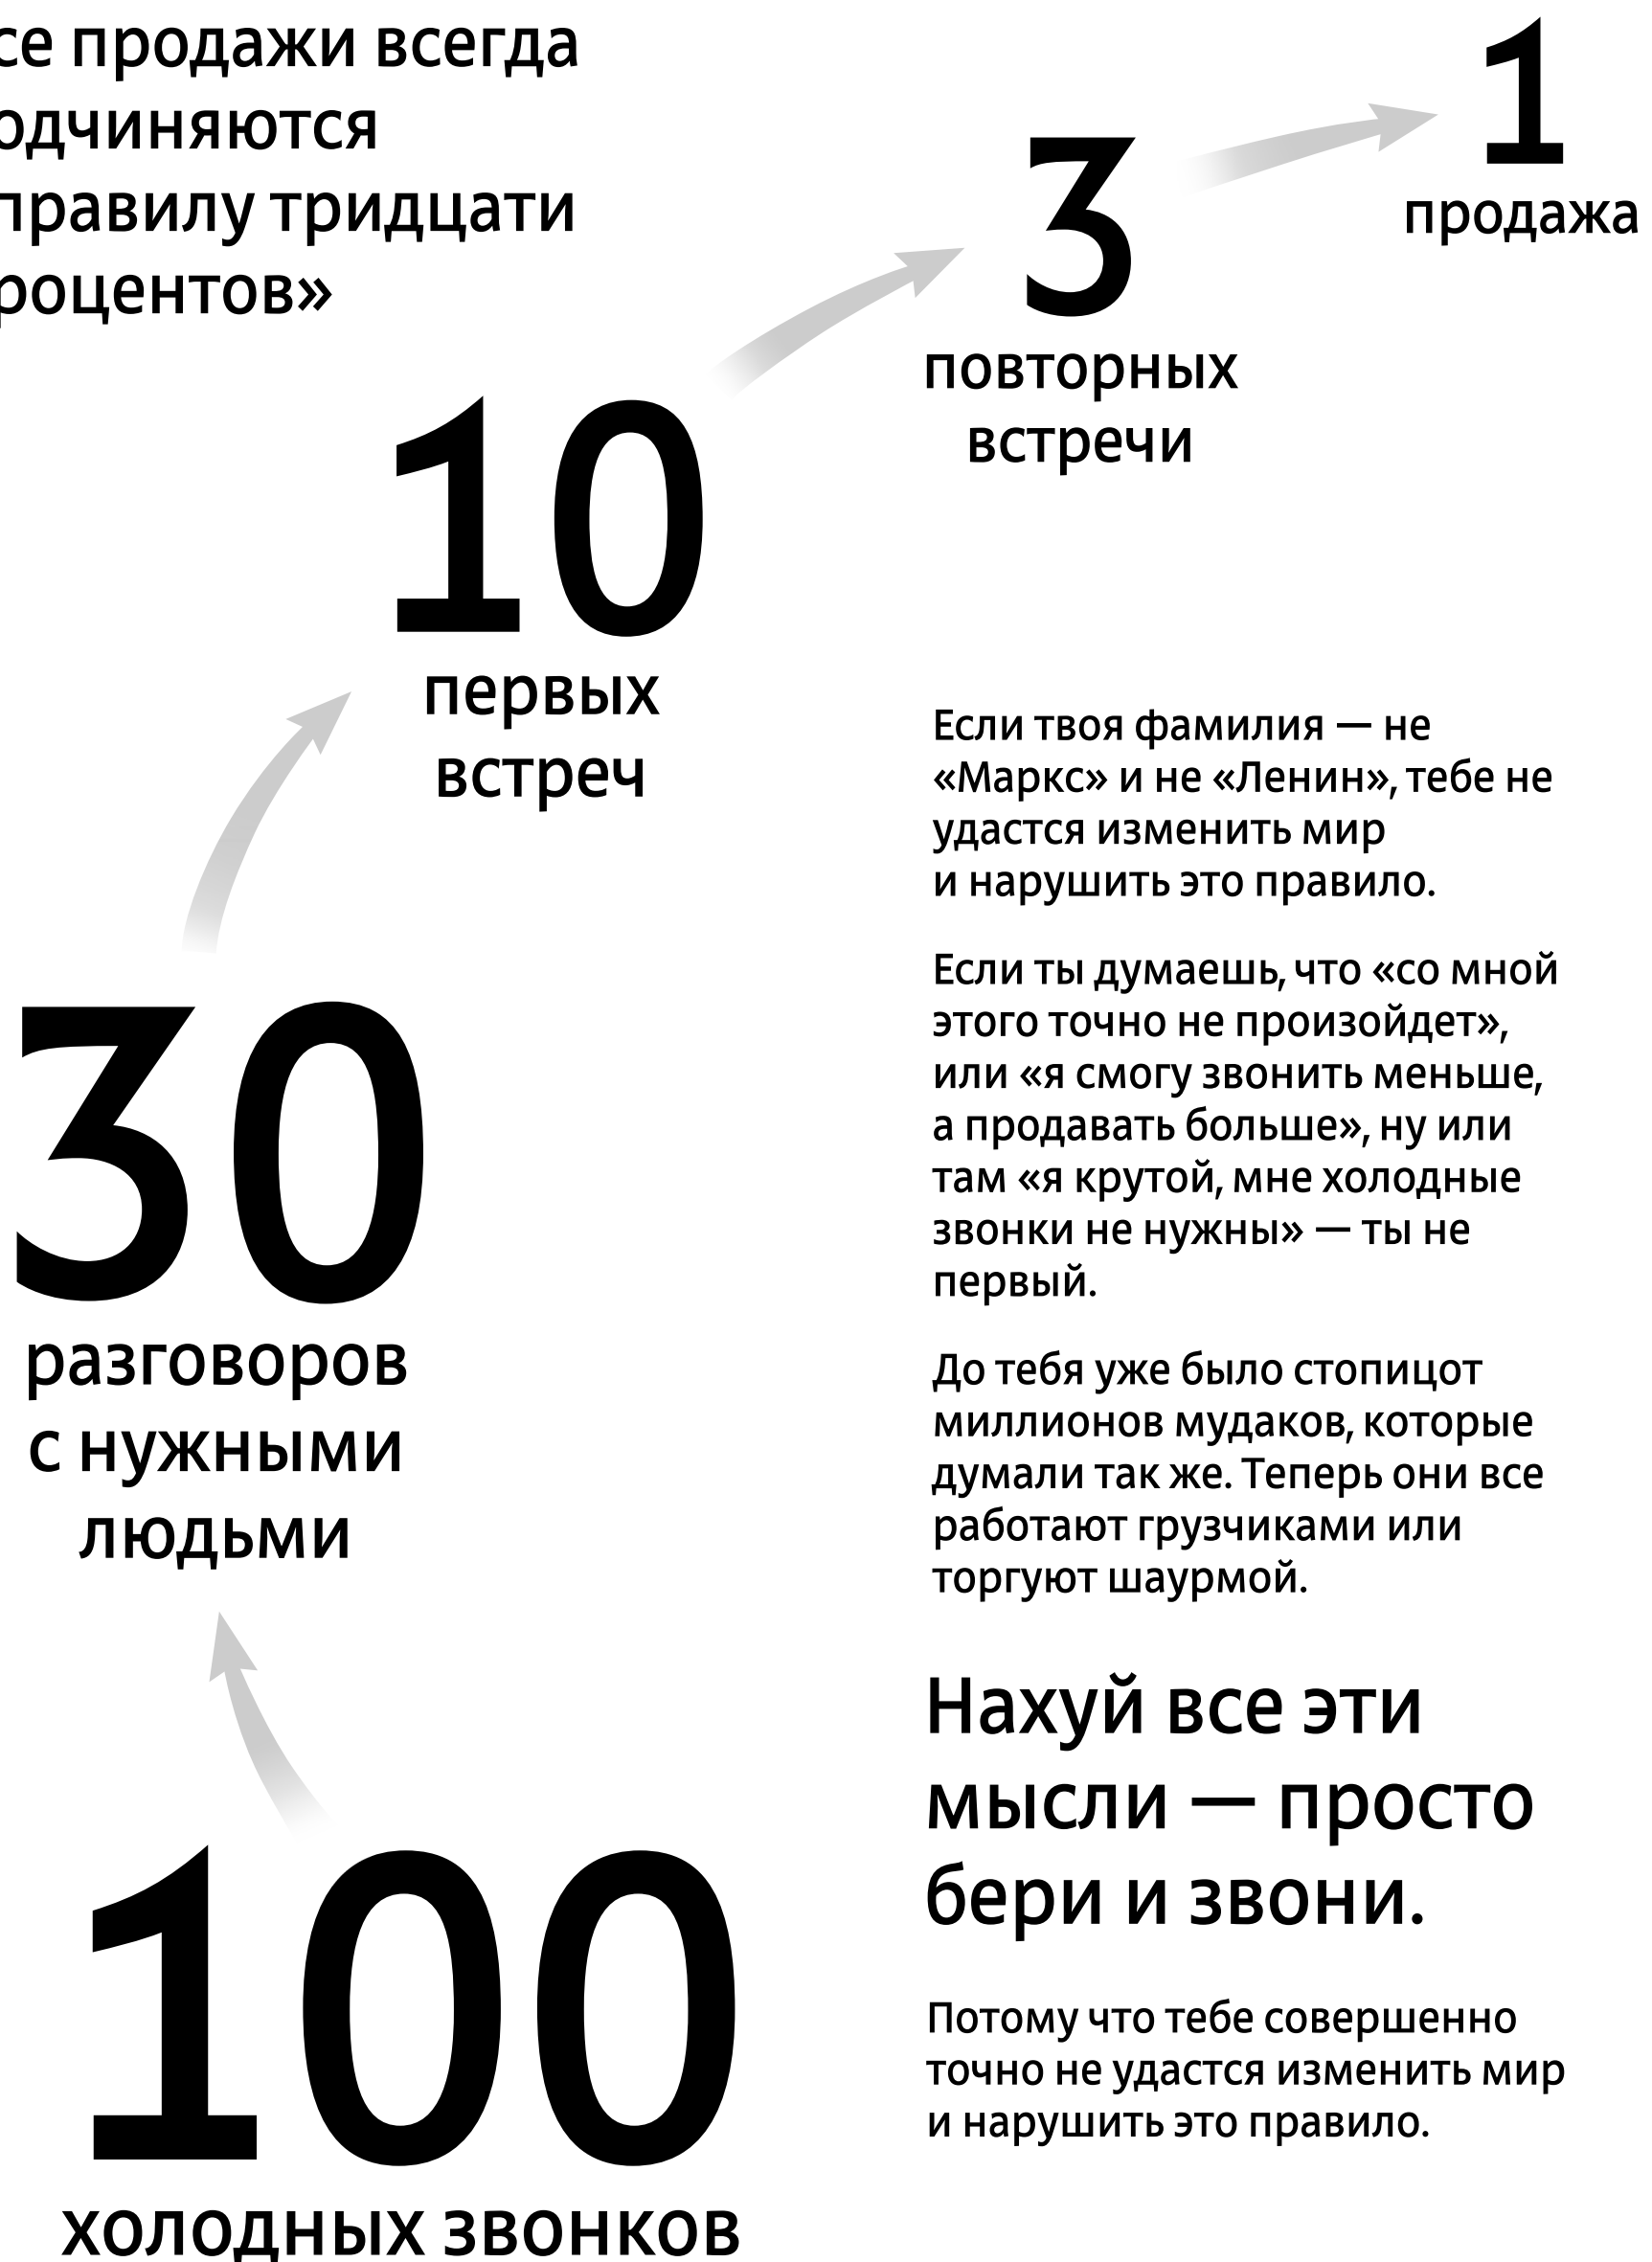 се продажи всегда
одчиняются
правилу тридцати
роцентов»
1
продажа
3
повторных
встречи
10
первых
встреч
30
разговоров
с нужными
людьми
100
холодных звонков
Если твоя фамилия — не
«Маркс» и не «Ленин», тебе не
удастся изменить мир
и нарушить это правило.
Если ты думаешь, что «со мной
этого точно не произойдет»,
или «я смогу звонить меньше,
а продавать больше», ну или
там «я крутой, мне холодные
звонки не нужны» — ты не
первый.
До тебя уже было стопицот
миллионов мудаков, которые
думали так же. Теперь они все
работают грузчиками или
торгуют шаурмой.
Нахуй все эти
мысли — просто
бери и звони.
Потому что тебе совершенно
точно не удастся изменить мир
и нарушить это правило.